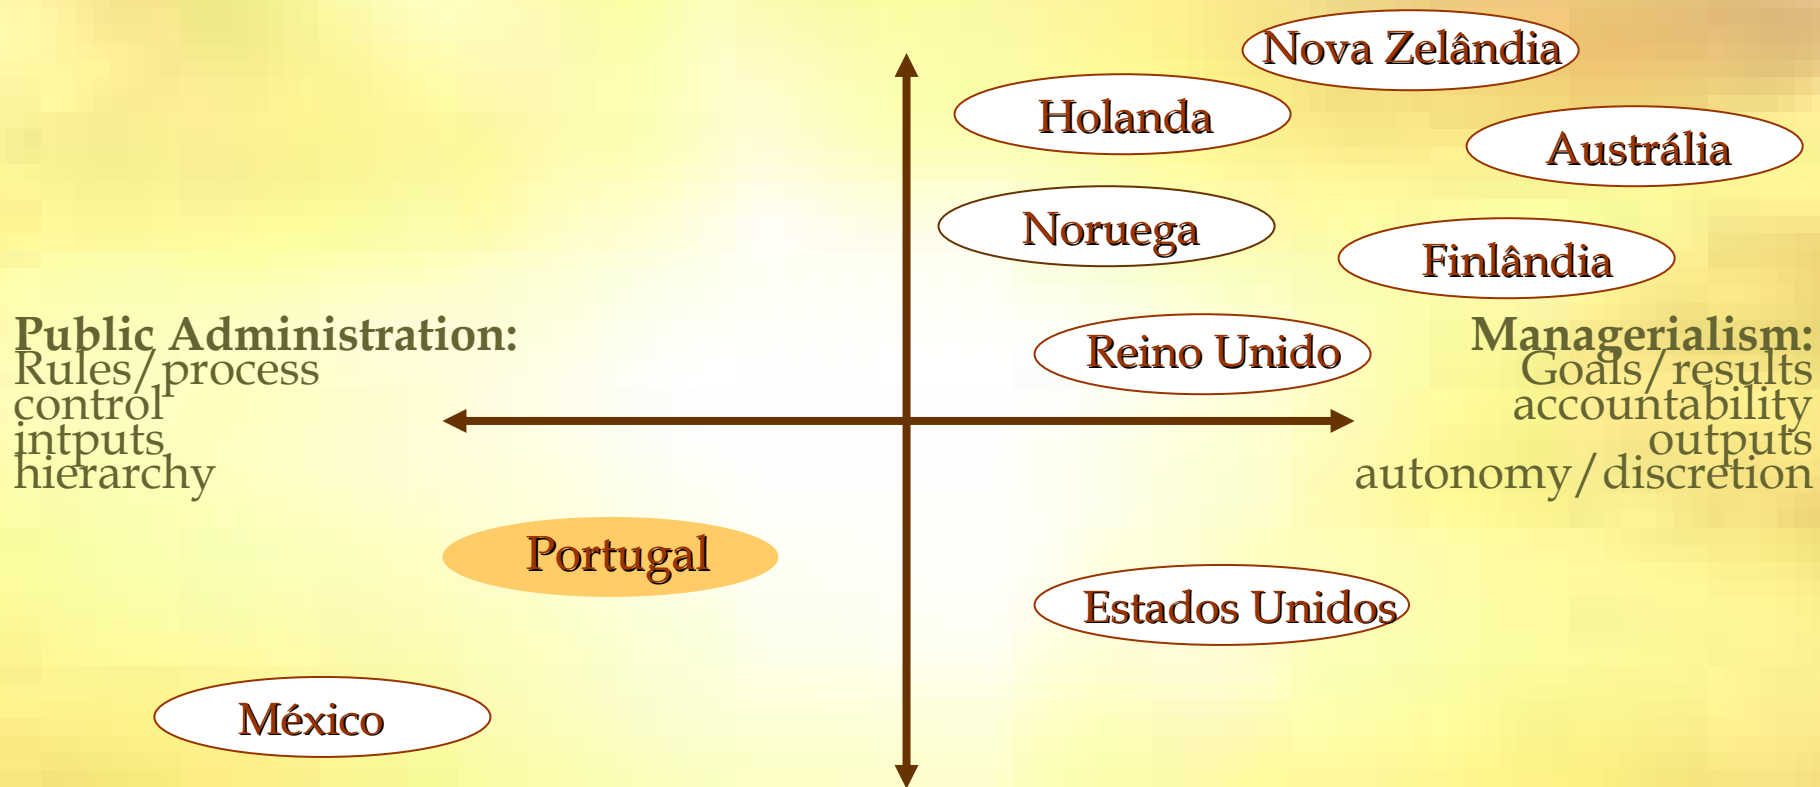 Nova Zelândia
Holanda
Austrália
Noruega
Finlândia
Public Administration:
Rules/process
control
intputs
hierarchy
Reino Unido
Managerialism:
Goals/results
accountability
outputs
autonomy/discretion
Portugal
Estados Unidos
México